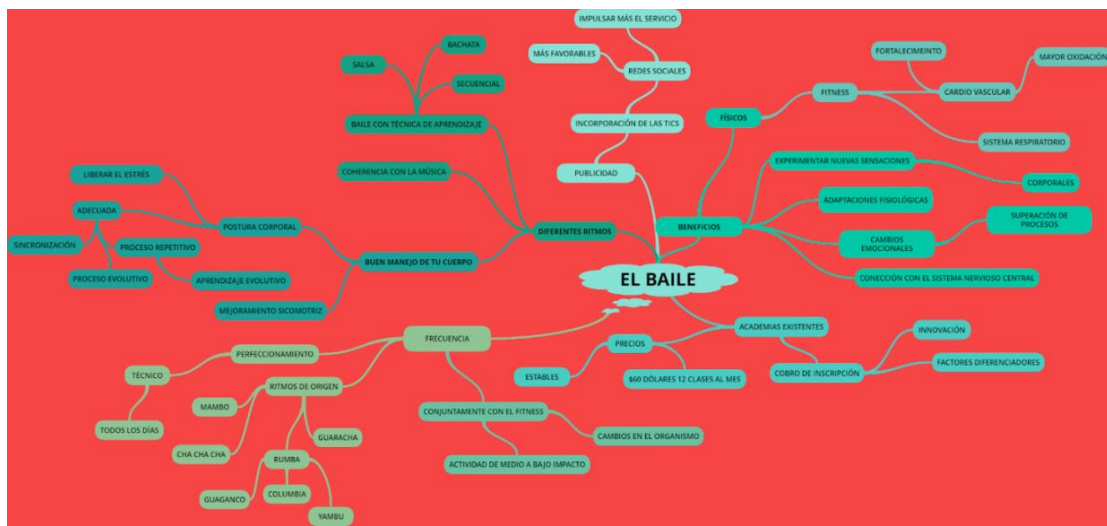 EL BAILE
PUBLICIDAD
INCORPORACIÓN DE LAS TICS
REDES SOCIALES
MÁS FAVORABLES
IMPULSAR MÁS EL SERVICIO
BENEFICIOS
FÍSICOS
FITNESS
CARDIO VASCULAR
FORTALECIMEINTO
MAYOR OXIDACIÓN
SISTEMA RESPIRATORIO
EXPERIMENTAR NUEVAS SENSACIONES
CORPORALES
ADAPTACIONES FISIOLÓGICAS
CAMBIOS
EMOCIONALES
SUPERACIÓN DE
PROCESOS
CONECCIÓN CON EL SISTEMA NERVIOSO CENTRAL
ACADEMIAS EXISTENTES
PRECIOS
ESTABLES
$60 DÓLARES 12 CLASES AL MES
COBRO DE INSCRIPCIÓN
INNOVACIÓN
FACTORES DIFERENCIADORES
DIFERENTES RITMOS
BAILE CON TÉCNICA DE APRENDIZAJE
SALSA
BACHATA
SECUENCIAL
COHERENCIA CON LA MÚSICA
BUEN MANEJO DE TU CUERPO
POSTURA CORPORAL
LIBERAR EL ESTRÉS
ADECUADA
SINCRONIZACIÓN
PROCESO EVOLUTIVO
PROCESO REPETITIVO
APRENDIZAJE EVOLUTIVO
MEJORAMIENTO SICOMOTRIZ
FRECUENCIA
PERFECCIONAMIENTO
TÉCNICO
TODOS LOS DÍAS
RITMOS DE ORIGEN
MAMBO
CHA CHA CHA
GUARACHA
RUMBA
GUAGANCO
COLUMBIA
YAMBU
CONJUNTAMENTE CON EL FITNESS
CAMBIOS EN EL ORGANISMO
ACTIVIDAD DE MEDIO A BAJO IMPACTO